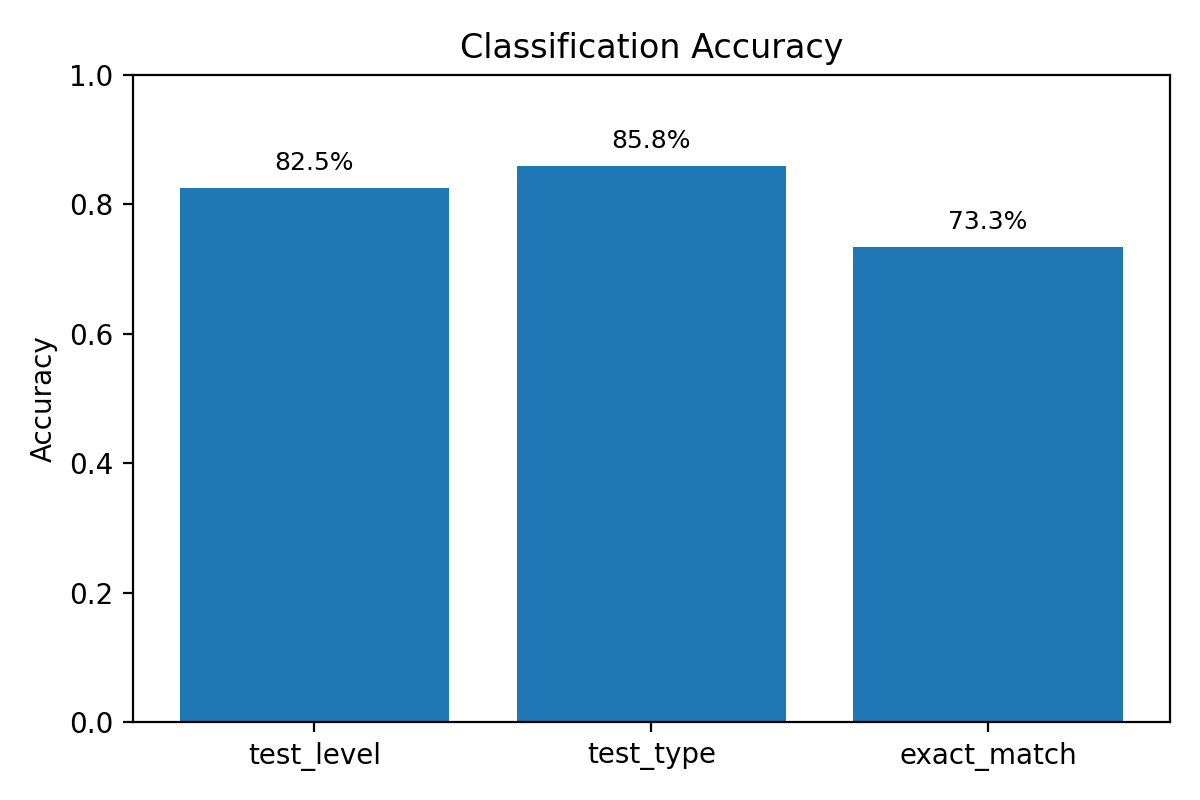 Classification Accuracy
1.0
0.8
0.6
0.4
0.2
0.0
Accuracy
82.5%
85.8%
73.3%
test_level
test_type
exact_match